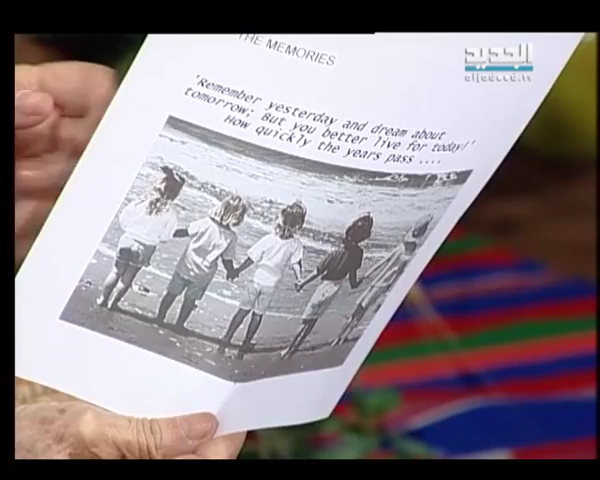 THE MEMORIES
الجديد
aljadeed.tv
"Remember yesterday and dream about
tomorrow; But you better live for today!"
How quickly the years pass ....